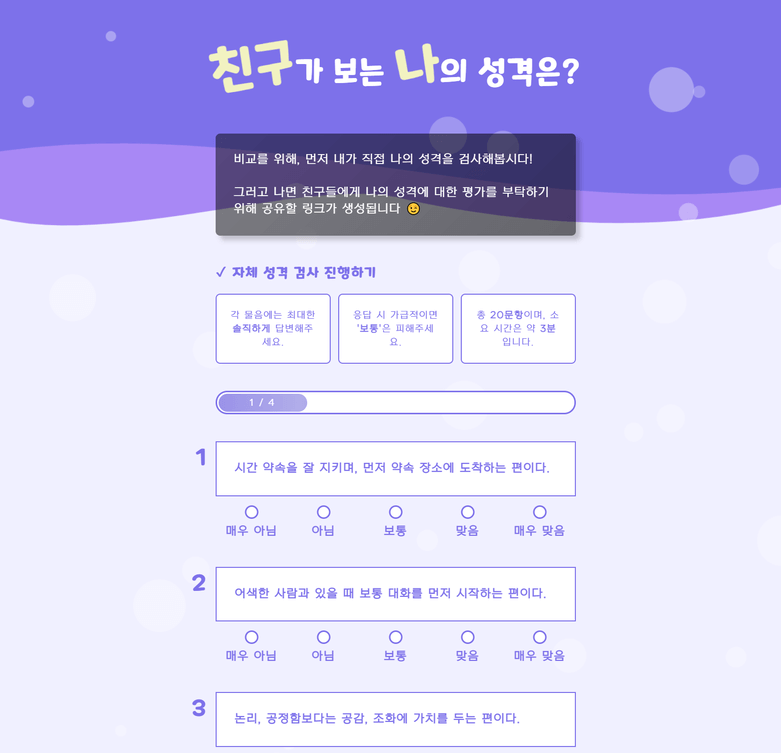 친구가 보는 나의 성격은?
비교를 위해, 먼저 내가 직접 나의 성격을 검사해봅시다!
그러고 나면 친구들에게 나의 성격에 대한 평가를 부탁하기
위해 공유할 링크가 생성됩니다 😉
✓ 자체 성격 검사 진행하기
각 물음에는 최대한
솔직하게 답변해주
세요.
응답 시 가급적이면
'보통'은 피해주세
요.
총 20문항이며, 소
요 시간은 약 3분
입니다.
1 / 4
1
시간 약속을 잘 지키며, 먼저 약속 장소에 도착하는 편이다.
매우 아님 아님 보통 맞음 매우 맞음
2
어색한 사람과 있을 때 보통 대화를 먼저 시작하는 편이다.
매우 아님 아님 보통 맞음 매우 맞음
3
논리, 공정함보다는 공감, 조화에 가치를 두는 편이다.